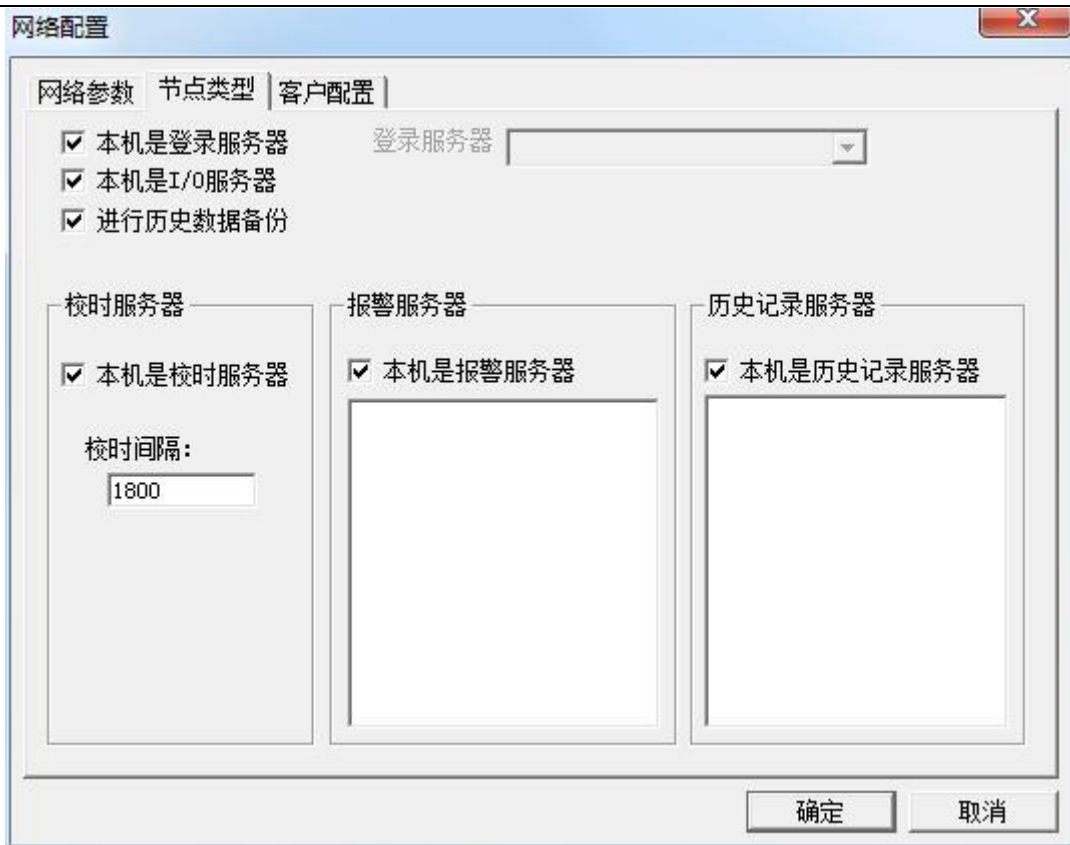 网络配置
网络参数 节点类型 客户配置
本机是登录服务器 登录服务器
本机是I/O服务器
进行历史数据备份
校时服务器 报警服务器 历史记录服务器
本机是校时服务器 本机是报警服务器 本机是历史记录服务器
校时间隔:
1800
确定 取消